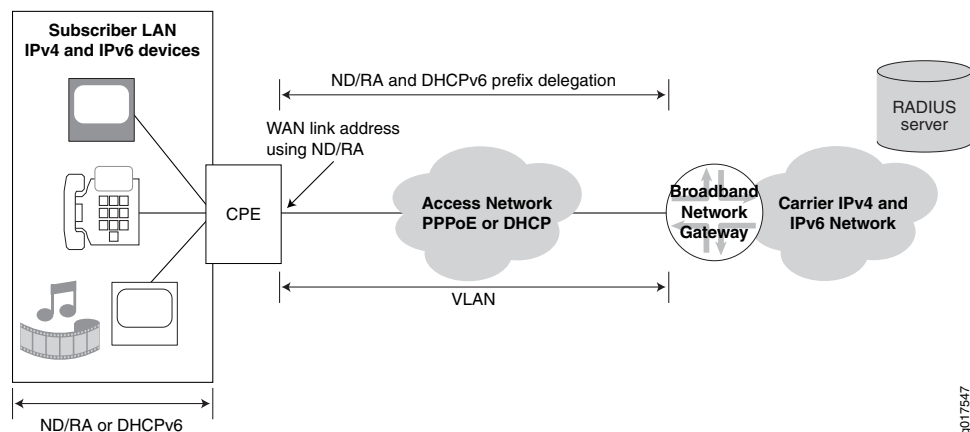 Subscriber LAN
IPv4 and IPv6 devices
ND/RA and DHCPv6 prefix delegation
RADIUS
server
WAN link address
using ND/RA
CPE
Access Network
PPPoE or DHCP
Broadband
Network
Gateway
Carrier IPv4 and
IPv6 Network
VLAN
ND/RA or DHCPv6
g017547